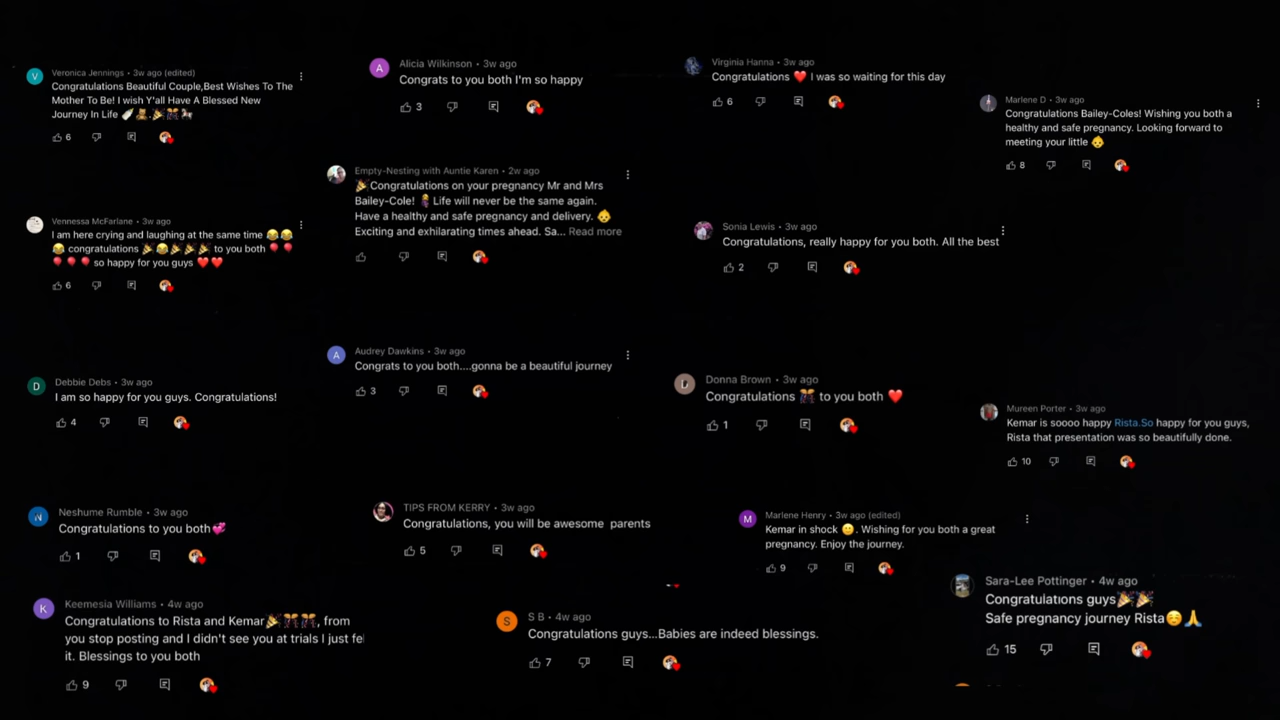 Veronica Jennings • 3w ago (edited)
Congratulations Beautiful Couple,Best Wishes To The
Mother To Be! I wish Y'all Have A Blessed New
Journey In Life 🍼🧸🎉🎊🎠
6
Alicia Wilkinson • 3w ago
Congrats to you both I'm so happy
3
Virginia Hanna • 3w ago
Congratulations ❤️ I was so waiting for this day
6
Marlene D • 3w ago
Congratulations Bailey-Coles! Wishing you both a
healthy and safe pregnancy. Looking forward to
meeting your little 👶
8
Empty-Nesting with Auntie Karen • 2w ago
🎉Congratulations on your pregnancy Mr and Mrs
Bailey-Cole! 🤰 Life will never be the same again.
Have a healthy and safe pregnancy and delivery. 👶
Exciting and exhilarating times ahead. Sa... Read more
Vennessa McFarlane • 3w ago
I am here crying and laughing at the same time 😂😂
😂 congratulations 🎉😂🎉🎉🎉 to you both 🎈🎈
🎈🎈🎈 so happy for you guys ❤️❤️
6
Sonia Lewis • 3w ago
Congratulations, really happy for you both. All the best
2
Audrey Dawkins • 3w ago
Congrats to you both....gonna be a beautiful journey
3
Debbie Debs • 3w ago
I am so happy for you guys. Congratulations!
4
Donna Brown • 3w ago
Congratulations 🎊 to you both ❤️
1
Mureen Porter • 3w ago
Kemar is soooo happy Rista.So happy for you guys,
Rista that presentation was so beautifully done.
10
Neshume Rumble • 3w ago
Congratulations to you both💞
1
TIPS FROM KERRY • 3w ago
Congratulations, you will be awesome parents
5
Marlene Henry • 3w ago (edited)
Kemar in shock 🙂. Wishing for you both a great
pregnancy. Enjoy the journey.
9
Keemesia Williams • 4w ago
Congratulations to Rista and Kemar🎉🎊🎊, from
you stop posting and I didn't see you at trials I just fe
it. Blessings to you both
9
S B • 4w ago
Congratulations guys...Babies are indeed blessings.
7
Sara-Lee Pottinger • 4w ago
Congratulations guys🎉🎉
Safe pregnancy journey Rista☺️🙏
15